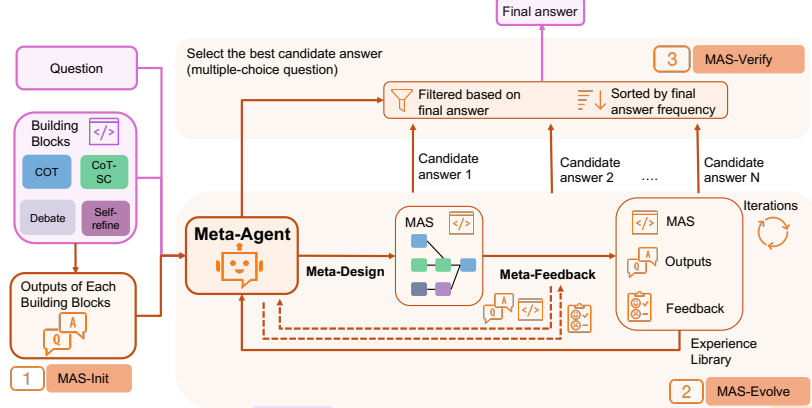 Final answer
Select the best candidate answer
(multiple-choice question)
3
MAS-Verify
Question
Filtered based on
final answer
Sorted by final
answer frequency
Building
Blocks
</>
COT
CoT-
SC
Debate
Self-
refine
Candidate
answer 1
Candidate
answer 2
....
Candidate
answer N
Iterations
Meta-Agent
Meta-Design
MAS
</>
Meta-Feedback
</>
MAS
Q
A
Outputs
Feedback
Outputs of Each
Building Blocks
Q
A
Q
A
</>
Experience
Library
1
MAS-Init
2
MAS-Evolve